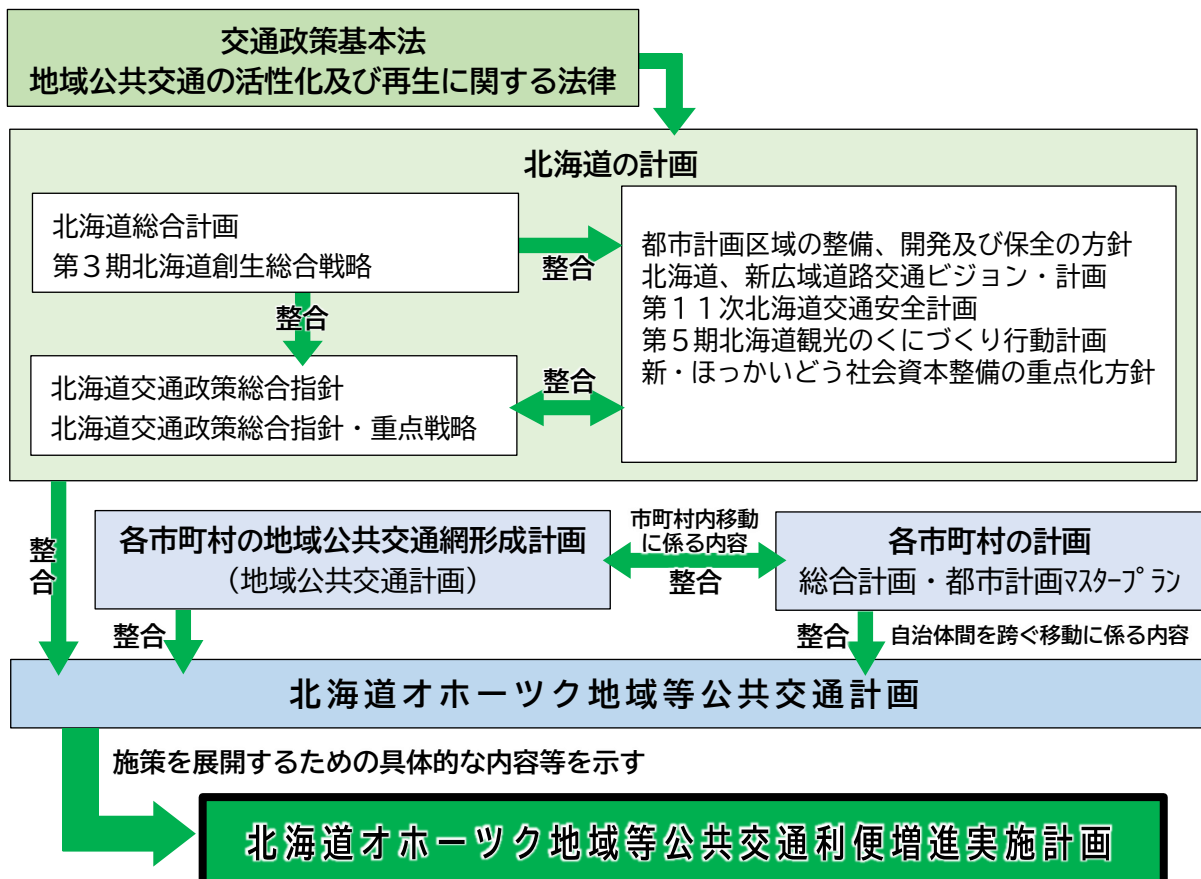 交通政策基本法
地域公共交通の活性化及び再生に関する法律
北海道の計画
北海道総合計画
第３期北海道創生総合戦略
整合
都市計画区域の整備、開発及び保全の方針
北海道、新広域道路交通ビジョン・計画
第１１次北海道交通安全計画
第５期北海道観光のくにづくり行動計画
新・ほっかいどう社会資本整備の重点化方針
整合
北海道交通政策総合指針
北海道交通政策総合指針・重点戦略
整合
整合
各市町村の地域公共交通網形成計画
（地域公共交通計画）
市町村内移動
に係る内容
整合
各市町村の計画
総合計画・都市計画ﾏｽﾀｰﾌﾟﾗﾝ
整合
整合
自治体間を跨ぐ移動に係る内容
北海道オホーツク地域等公共交通計画
施策を展開するための具体的な内容等を示す
北海道オホーツク地域等公共交通利便増進実施計画